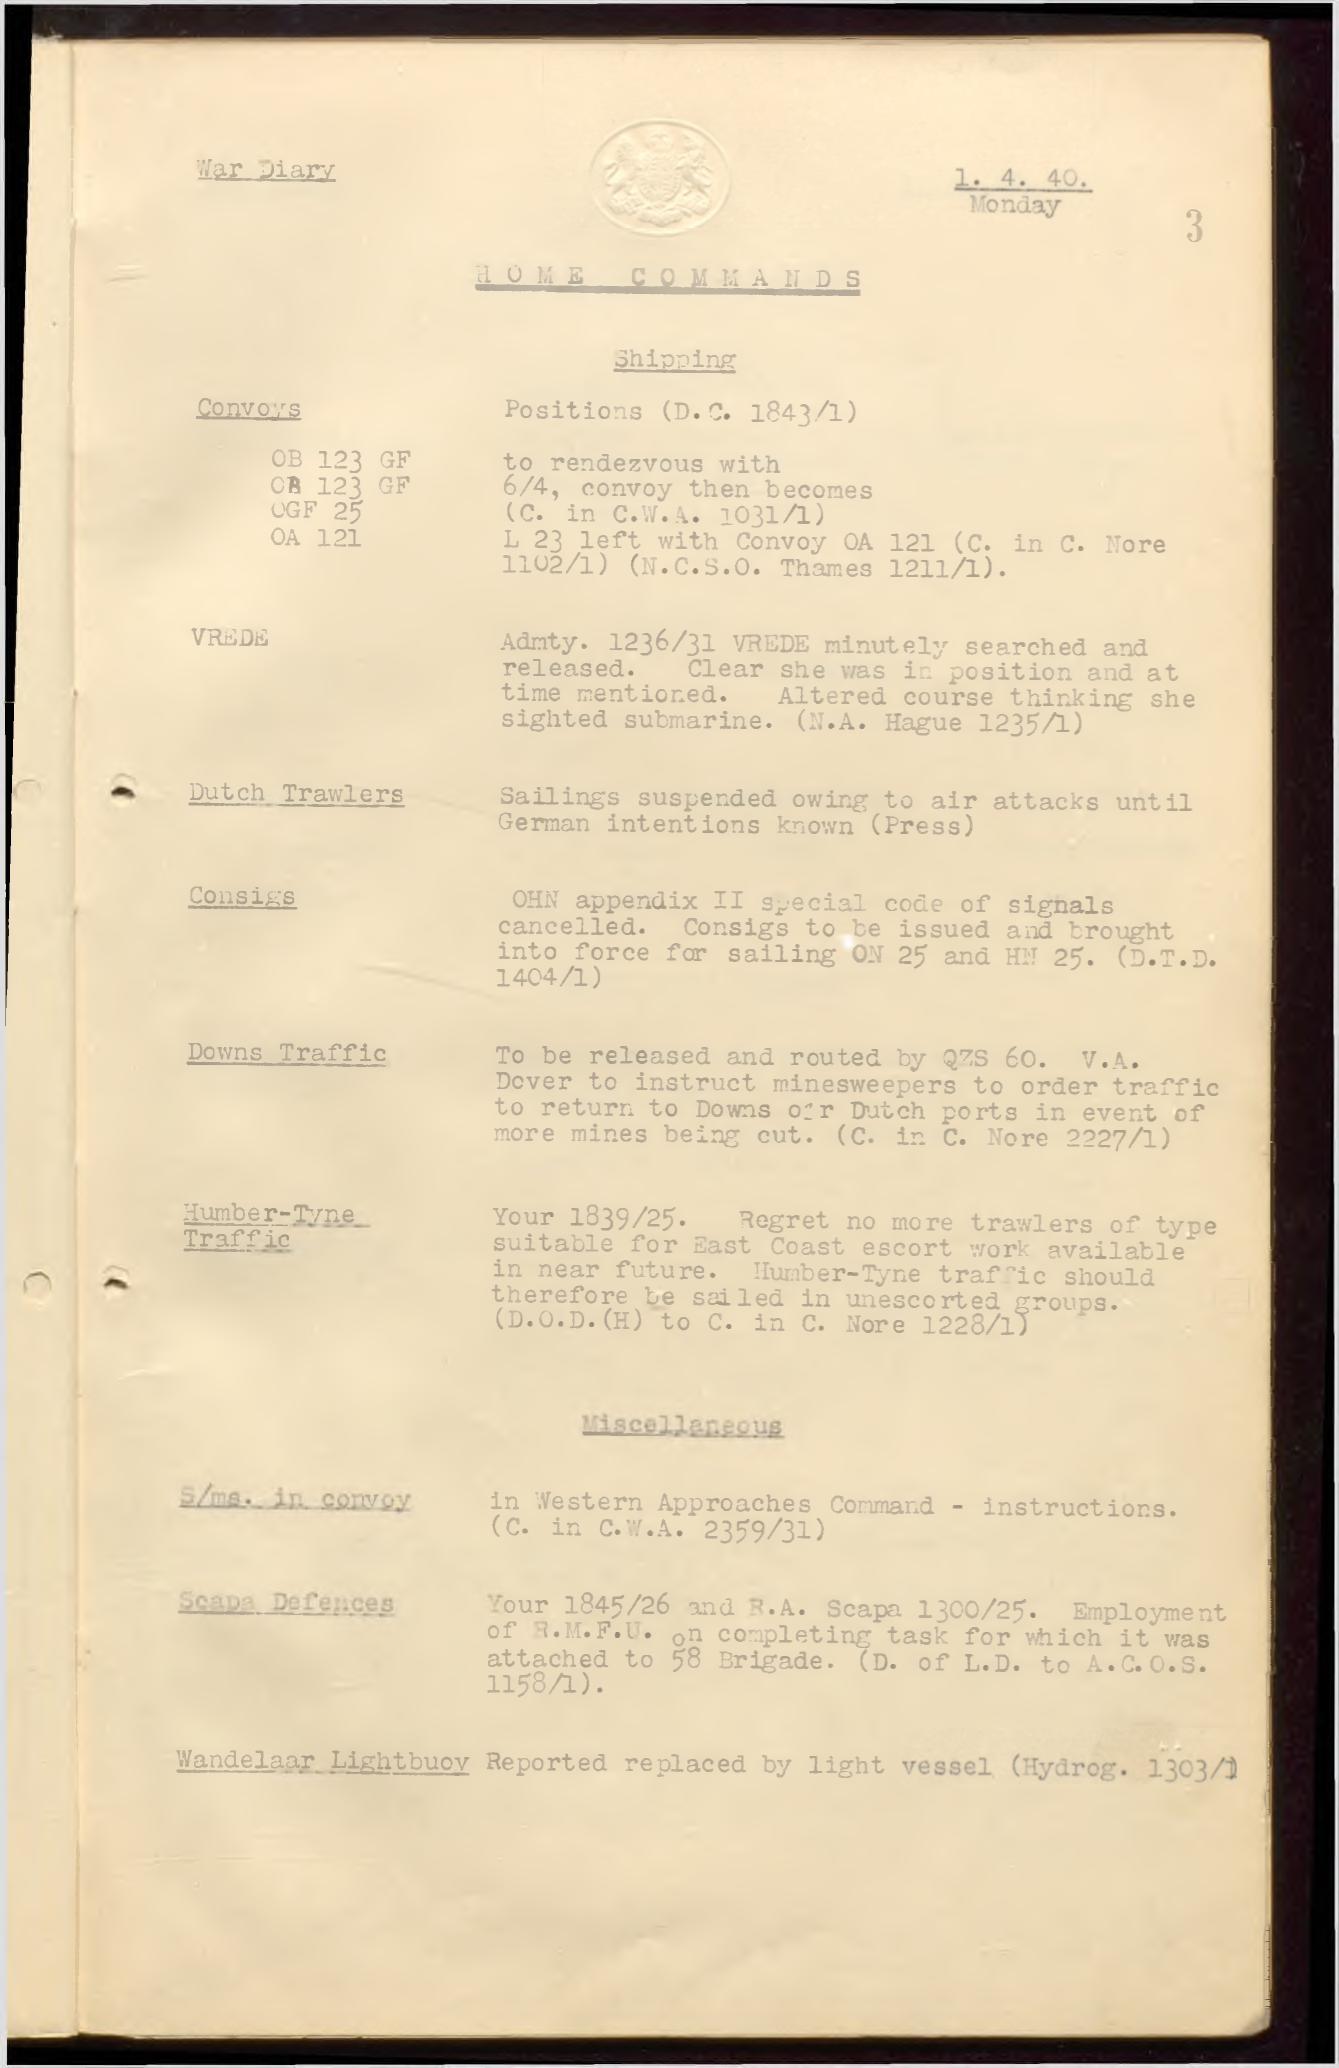 War Diary
1. 4. 40.
Monday
3
HOME COMMANDS
Shipping
Convoys Positions (D.C. 1843/1)
OB 123 GF to rendezvous with
OB 123 GF 6/4, convoy then becomes
OGF 25 (C. in C.W.A. 1031/1)
OA 121 L 23 left with Convoy OA 121 (C. in C. Nore
1102/1) (N.C.S.O. Thames 1211/1).
VREDE Admty. 1236/31 VREDE minutely searched and
released. Clear she was in position and at
time mentioned. Altered course thinking she
sighted submarine. (N.A. Hague 1235/1)
Dutch Trawlers Sailings suspended owing to air attacks until
German intentions known (Press)
Consigs OHN appendix II special code of signals
cancelled. Consigs to be issued and brought
into force for sailing ON 25 and HN 25. (D.T.D.
1404/1)
Downs Traffic To be released and routed by QZS 60. V.A.
Dover to instruct minesweepers to order traffic
to return to Downs or Dutch ports in event of
more mines being cut. (C. in C. Nore 2227/1)
Humber-Tyne Your 1839/25. Regret no more trawlers of type
Traffic suitable for East Coast escort work available
in near future. Humber-Tyne traffic should
therefore be sailed in unescorted groups.
(D.O.D.(H) to C. in C. Nore 1228/1)
Miscellaneous
S/ms. in convoy in Western Approaches Command - instructions.
(C. in C.W.A. 2359/31)
Scapa Defences Your 1845/26 and R.A. Scapa 1300/25. Employment
of R.M.F.U. on completing task for which it was
attached to 58 Brigade. (D. of L.D. to A.C.O.S.
1158/1).
Wandelaar Lightbuoy Reported replaced by light vessel (Hydrog. 1303/1)